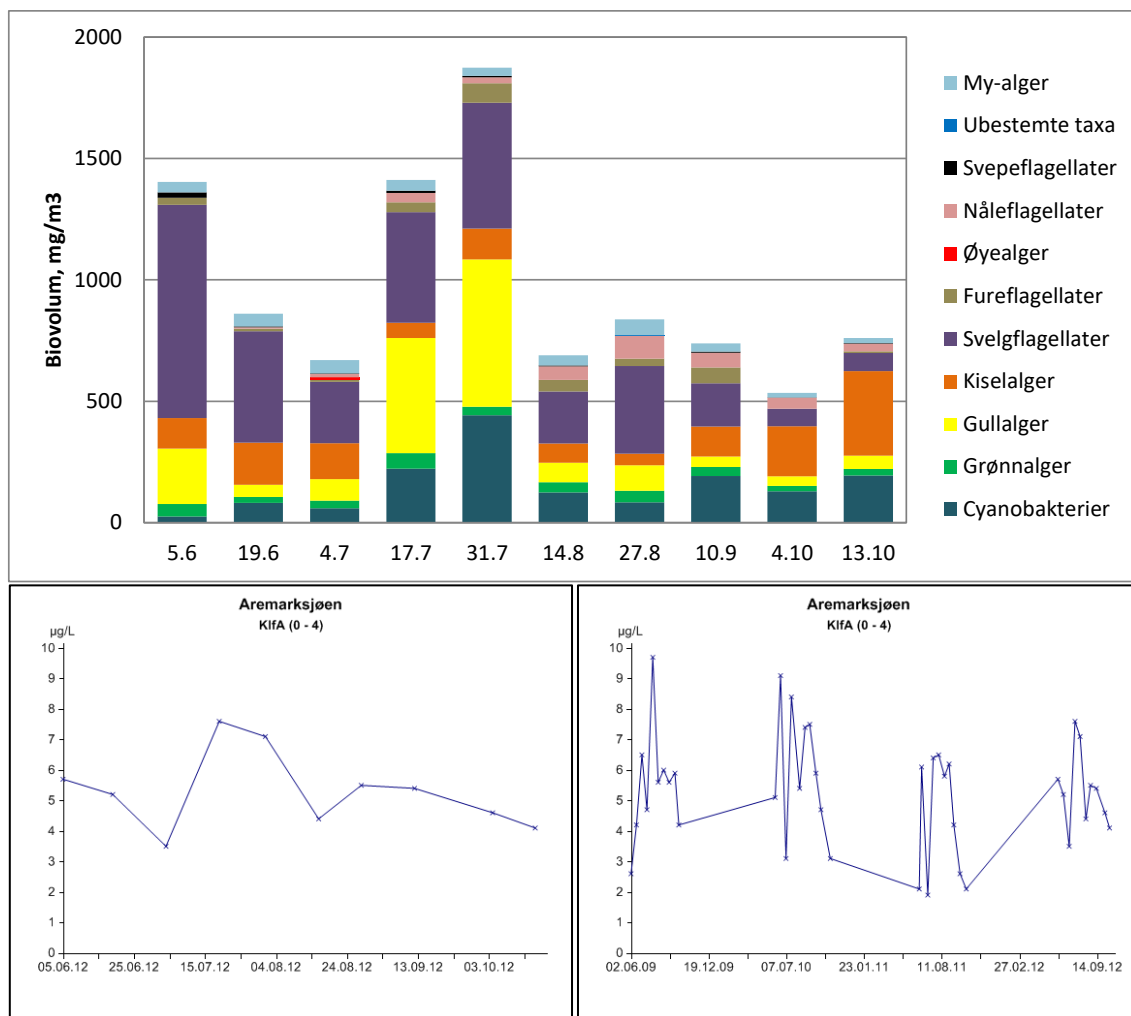 2000
1500
1000
500
0
Biovolum, mg/m3
5.6 19.6 4.7 17.7 31.7 14.8 27.8 10.9 4.10 13.10
My-alger
Ubestemte taxa
Svepeflagellater
Nåleflagellater
Øyealger
Fureflagellater
Svelgflagellater
Kiselalger
Gullalger
Grønnalger
Cyanobakterier
Aremarksjøen
KlfA (0 - 4)
µg/L
10
9
8
7
6
5
4
3
2
1
0
05.06.12 25.06.12 15.07.12 04.08.12 24.08.12 13.09.12 03.10.12
Aremarksjøen
KlfA (0 - 4)
µg/L
10
9
8
7
6
5
4
3
2
1
0
02.06.09 19.12.09 07.07.10 23.01.11 11.08.11 27.02.12 14.09.12